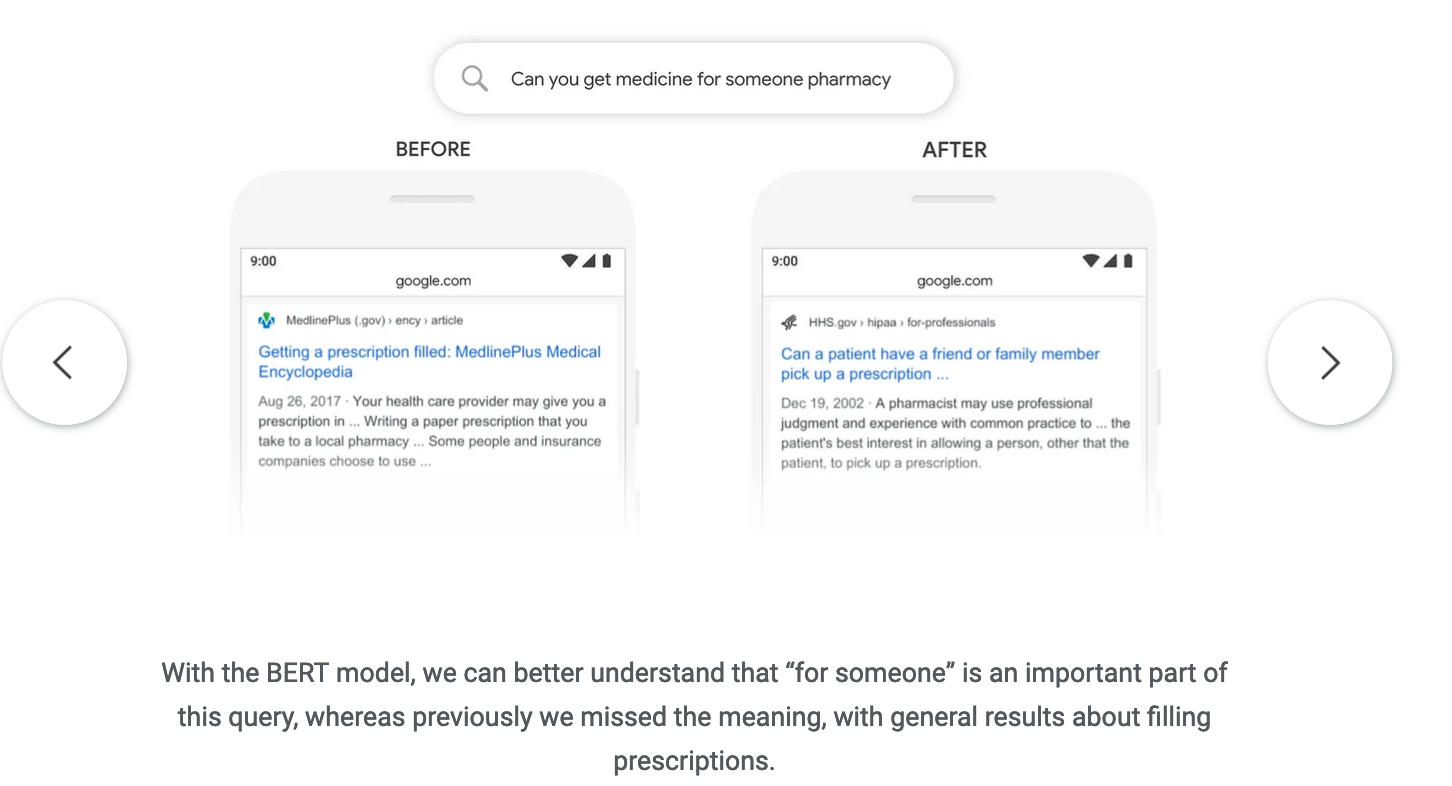 Can you get medicine for someone pharmacy
BEFORE
9:00
google.com
MedlinePlus (.gov) › ency › article
Getting a prescription filled: MedlinePlus Medical
Encyclopedia
Aug 26, 2017 · Your health care provider may give you a
prescription in ... Writing a paper prescription that you
take to a local pharmacy ... Some people and insurance
companies choose to use ...
AFTER
9:00
google.com
HHS.gov › hipaa › for-professionals
Can a patient have a friend or family member
pick up a prescription ...
Dec 19, 2002 · A pharmacist may use professional
judgment and experience with common practice to ... the
patient's best interest in allowing a person, other that the
patient, to pick up a prescription.
With the BERT model, we can better understand that “for someone” is an important part of
this query, whereas previously we missed the meaning, with general results about filling
prescriptions.